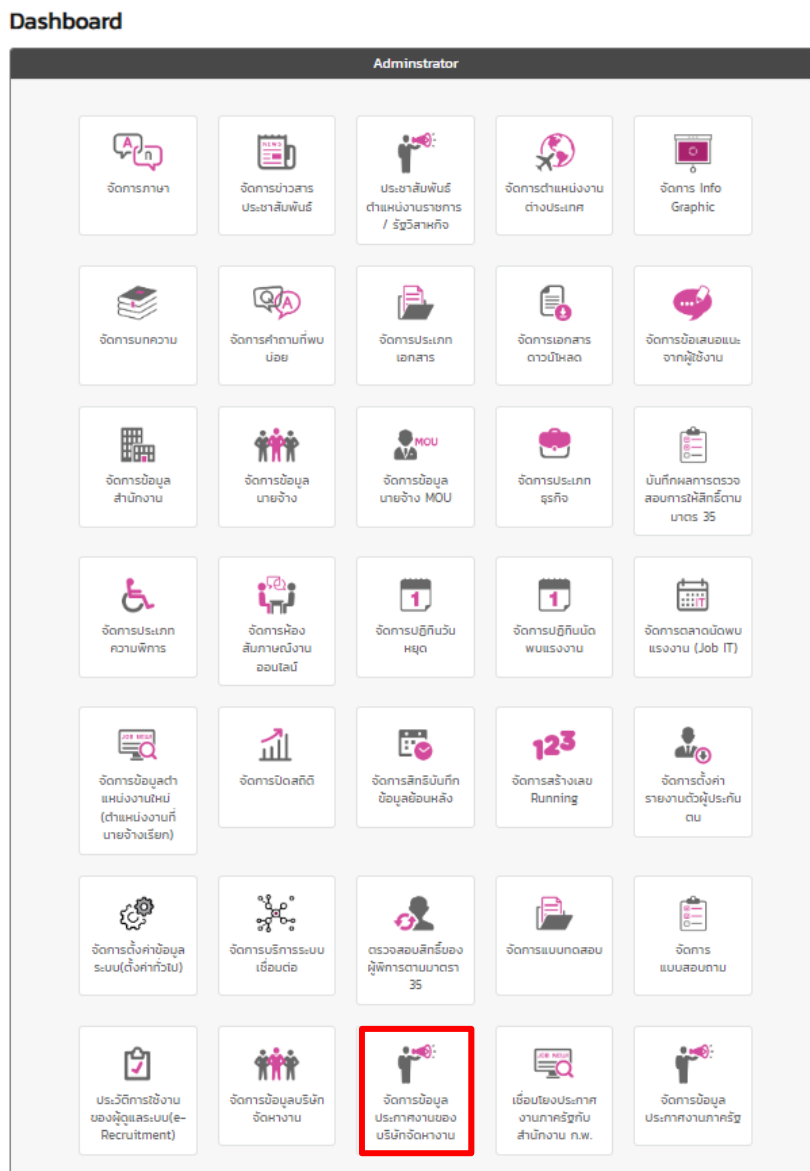 Dashboard
Adminstrator
จัดการภาษา
จัดการข่าวสาร
ประชาสัมพันธ์
ประชาสัมพันธ์
ตำแหน่งานราชการ
/ รัฐวิสาหกิจ
จัดการตำแหน่งงาน
ต่างประเทศ
จัดการ Info
Graphic
จัดการบทความ
จัดการคำถามที่พบ
บ่อย
จัดการประเภท
เอกสาร
จัดการเอกสาร
ดาวน์โหลด
จัดการข้อเสนอแนะ
จากผู้ใช้งาน
จัดการข้อมูล
สำนักงาน
จัดการข้อมูล
นายจ้าง
MOU
จัดการข้อมูล
นายจ้าง MOU
จัดการประเภท
ธุรกิจ
บันทึกผลการตรวจ
สอบการให้สิทธิ์ตาม
มาตร 35
จัดการประเภท
ความพิการ
จัดการห้อง
สัมภาษณ์งาน
ออนไลน์
1
จัดการปฏิทินวัน
หยุด
1
จัดการปฏิทินนัด
พบแรงงาน
IT
จัดการตลาดนัดพบ
แรงงาน (Job IT)
JOB NEW
จัดการข้อมูลตำ
แหน่งงานใหม่
(ตำแหน่งงานที่
นายจ้างเรียก)
จัดการปิดสถิติ
จัดการสิทธิบันทึก
ข้อมูลย้อนหลัง
123
จัดการสร้างเลข
Running
จัดการตั้งค่า
รายงานตัวผู้ประกัน
ตน
จัดการตั้งค่าข้อมูล
ระบบ(ตั้งค่าทั่วไป)
จัดการบริการระบบ
เชื่อมต่อ
ตรวจสอบสิทธิ์ของ
ผู้พิการตามมาตรา
35
จัดการแบบทดสอบ
จัดการ
แบบสอบถาม
ประวัติการใช้งาน
ของผู้ดูแลระบบ(e-
Recruitment)
จัดการข้อมูลบริษัท
จัดหางาน
จัดการข้อมูล
ประกาศงานของ
บริษัทจัดหางาน
JOB NEW
เชื่อมโยงประกาศ
งานภาครัฐกับ
สำนักงาน ก.พ.
จัดการข้อมูล
ประกาศงานภาครัฐ